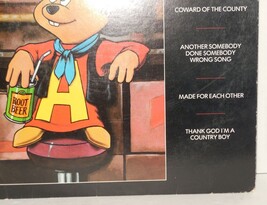 COWARD OF THE COUNTY
ANOTHER SOMEBODY
DONE SOMEBODY
WRONG SONG
MADE FOR EACH OTHER
THANK GOD I'M A
COUNTRY BOY
ROOT
BEER
A